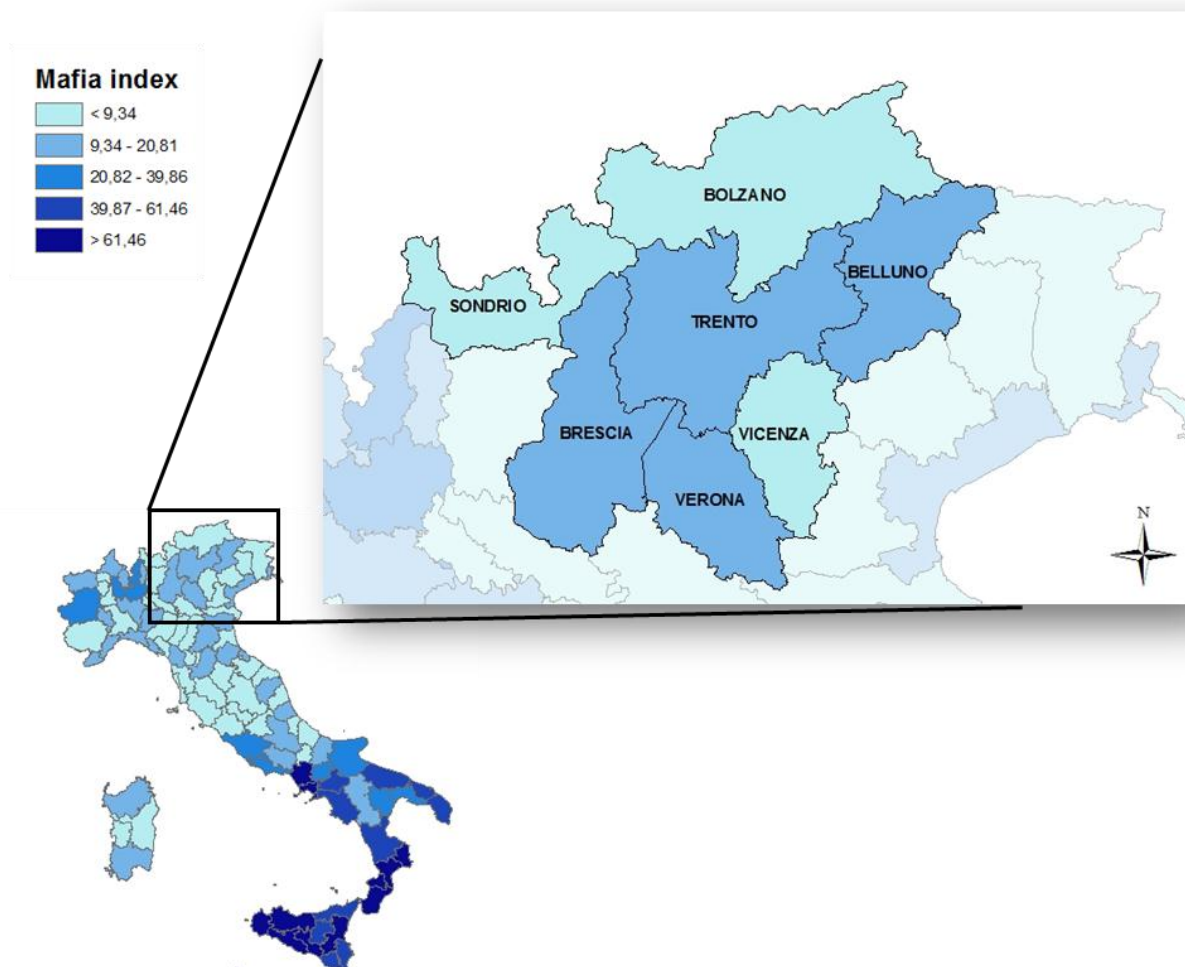 Mafia index
< 9,34
9,34 - 20,81
20,82 - 39,86
39,87 - 61,46
> 61,46
BOLZANO
BELLUNO
SONDRIO
TRENTO
BRESCIA
VICENZA
VERONA
N